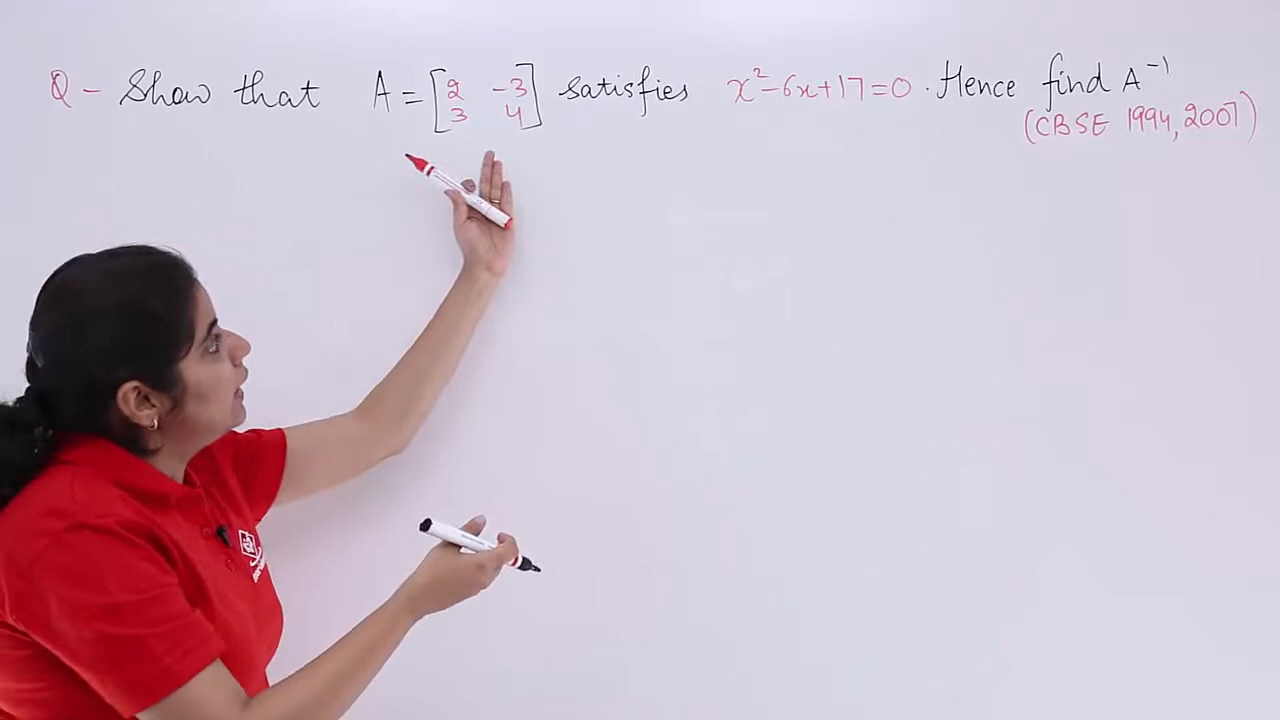 Q - Show that A = [2 -3 satisfies x² - 6x + 17 = 0 . Hence find A⁻¹
3 4]
(CBSE 1994, 2007)